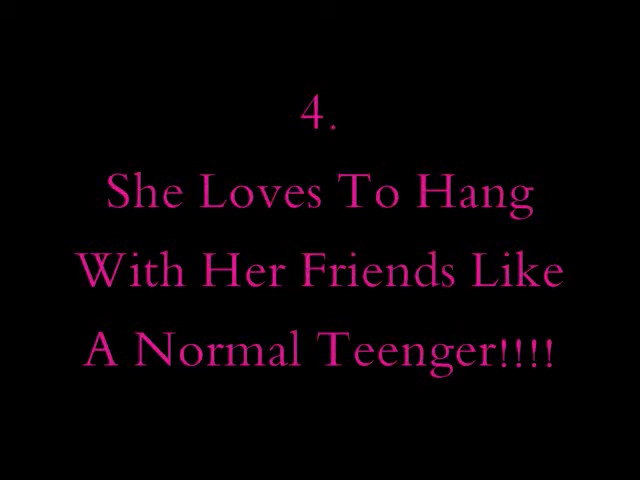 4.
She Loves To Hang
With Her Friends Like
A Normal Teenger!!!!